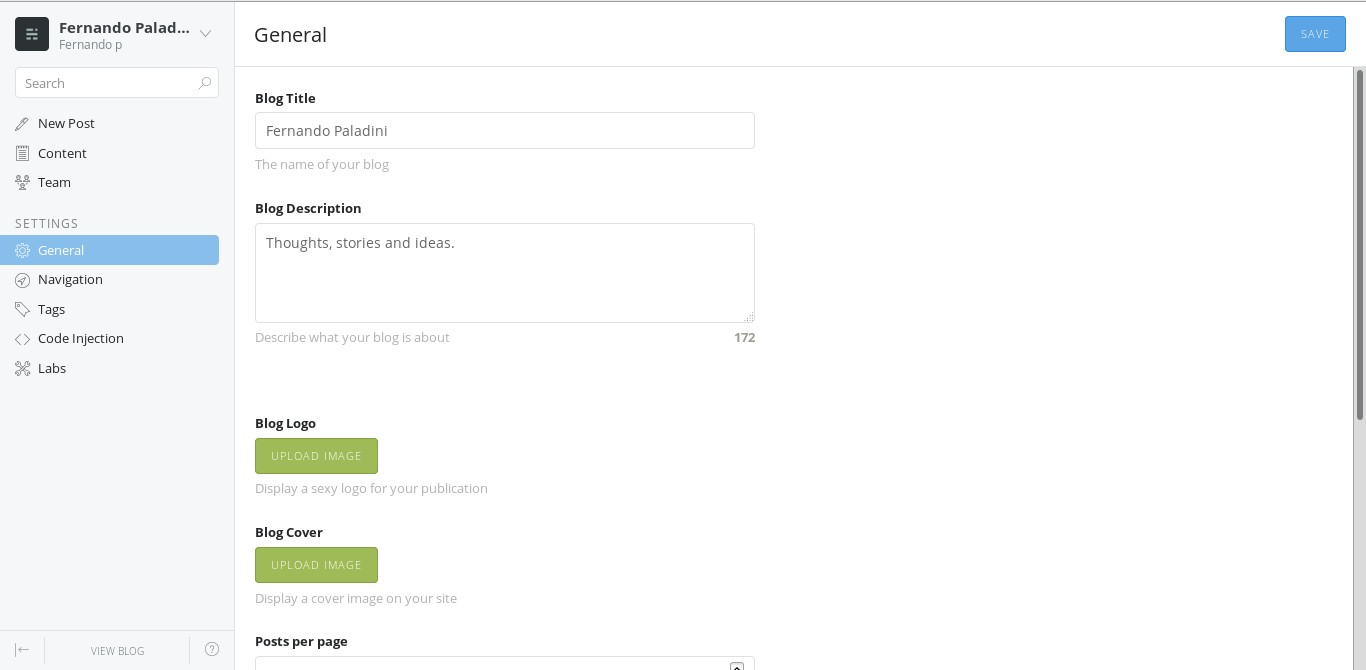 Fernando Palad...
Fernando p
Search
New Post
Content
Team
SETTINGS
General
Navigation
Tags
Code Injection
Labs
VIEW BLOG
General
SAVE
Blog Title
Fernando Paladini
The name of your blog
Blog Description
Thoughts, stories and ideas.
Describe what your blog is about 172
Blog Logo
UPLOAD IMAGE
Display a sexy logo for your publication
Blog Cover
UPLOAD IMAGE
Display a cover image on your site
Posts per page